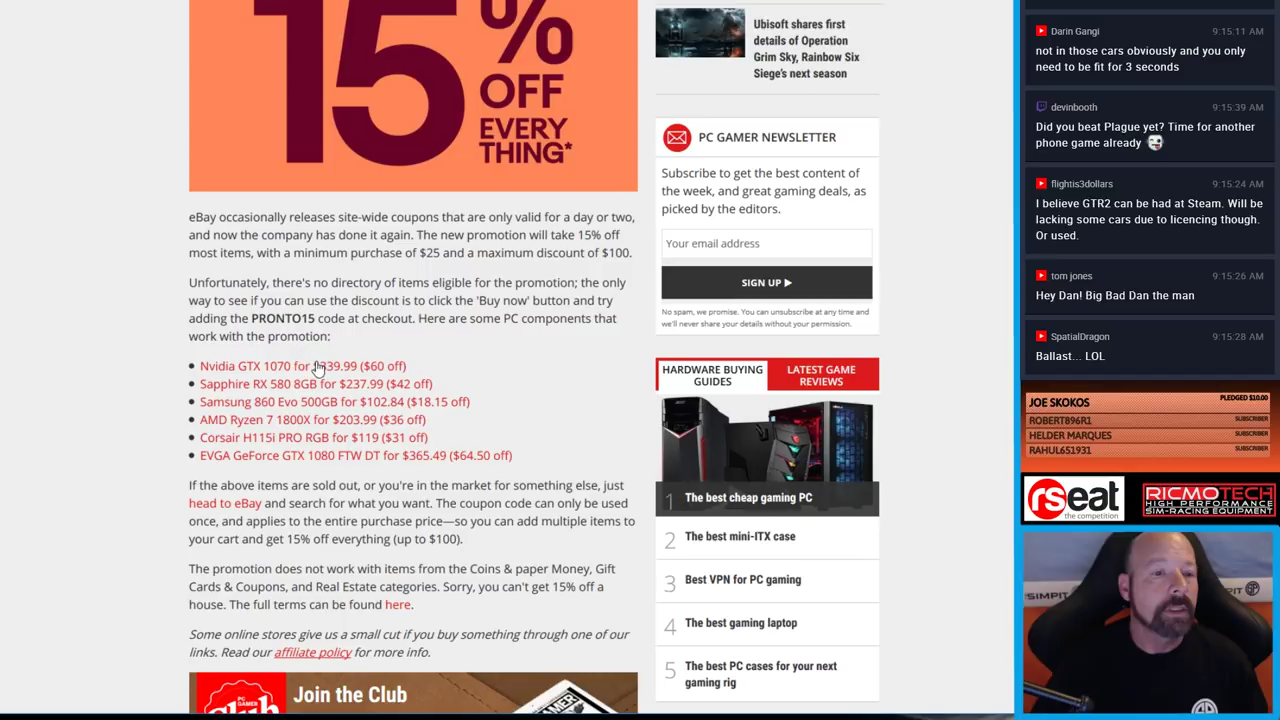 15
%
OFF
EVERY
THING*
eBay occasionally releases site-wide coupons that are only valid for a day or two,
and now the company has done it again. The new promotion will take 15% off
most items, with a minimum purchase of $25 and a maximum discount of $100.
Unfortunately, there's no directory of items eligible for the promotion; the only
way to see if you can use the discount is to click the 'Buy now' button and try
adding the PRONTO15 code at checkout. Here are some PC components that
work with the promotion:
Nvidia GTX 1070 for $339.99 ($60 off)
Sapphire RX 580 8GB for $237.99 ($42 off)
Samsung 860 Evo 500GB for $102.84 ($18.15 off)
AMD Ryzen 7 1800X for $203.99 ($36 off)
Corsair H115i PRO RGB for $119 ($31 off)
EVGA GeForce GTX 1080 FTW DT for $365.49 ($64.50 off)
If the above items are sold out, or you're in the market for something else, just
head to eBay and search for what you want. The coupon code can only be used
once, and applies to the entire purchase price—so you can add multiple items to
your cart and get 15% off everything (up to $100).
The promotion does not work with items from the Coins & paper Money, Gift
Cards & Coupons, and Real Estate categories. Sorry, you can't get 15% off a
house. The full terms can be found here.
Some online stores give us a small cut if you buy something through one of our
links. Read our affiliate policy for more info.
PC GAMER
Club
Join the Club
Ubisoft shares first
details of Operation
Grim Sky, Rainbow Six
Siege's next season
PC GAMER NEWSLETTER
Subscribe to get the best content of
the week, and great gaming deals, as
picked by the editors.
Your email address
SIGN UP
No spam, we promise. You can unsubscribe at any time and
we'll never share your details without your permission.
HARDWARE BUYING
GUIDES
LATEST GAME
REVIEWS
1 The best cheap gaming PC
2 The best mini-ITX case
3 Best VPN for PC gaming
4 The best gaming laptop
5 The best PC cases for your next
gaming rig
Darin Gangi 9:15:11 AM
not in those cars obviously and you only
need to be fit for 3 seconds
devinbooth 9:15:39 AM
Did you beat Plague yet? Time for another
phone game already
flightis3dollars 9:15:24 AM
I believe GTR2 can be had at Steam. Will be
lacking some cars due to licencing though.
Or used.
tom jones 9:15:26 AM
Hey Dan! Big Bad Dan the man
SpatialDragon 9:15:28 AM
Ballast... LOL
JOE SKOKOS PLEDGED $10.00
ROBERT896R1 SUBSCRIBER
HELDER MARQUES SUBSCRIBER
RAHUL651931 SUBSCRIBER
rseat
the competition
RICMOTECH
HIGH PERFORMANCE
SIM-RACING EQUIPMENT
SIMPIT